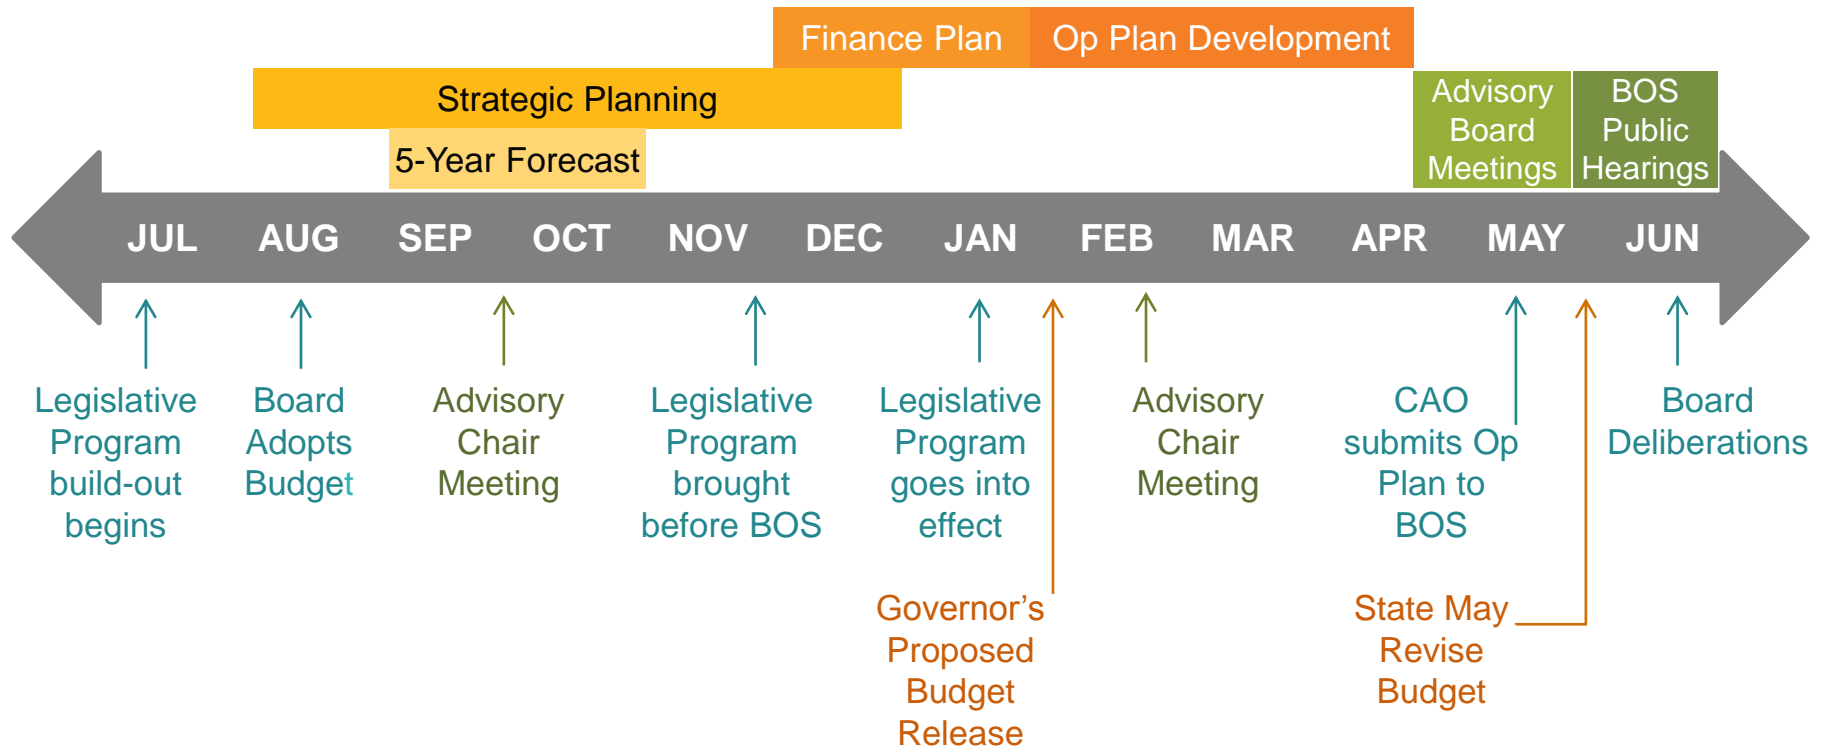 Finance Plan
Op Plan Development
Strategic Planning
5-Year Forecast
Advisory
Board
Meetings
BOS
Public
Hearings
JUL AUG SEP OCT NOV DEC JAN FEB MAR APR MAY JUN
Legislative
Program
build-out
begins
Board
Adopts
Budget
Advisory
Chair
Meeting
Legislative
Program
brought
before BOS
Legislative
Program
goes into
effect
Governor’s
Proposed
Budget
Release
Advisory
Chair
Meeting
CAO
submits Op
Plan to
BOS
State May
Revise
Budget
Board
Deliberations